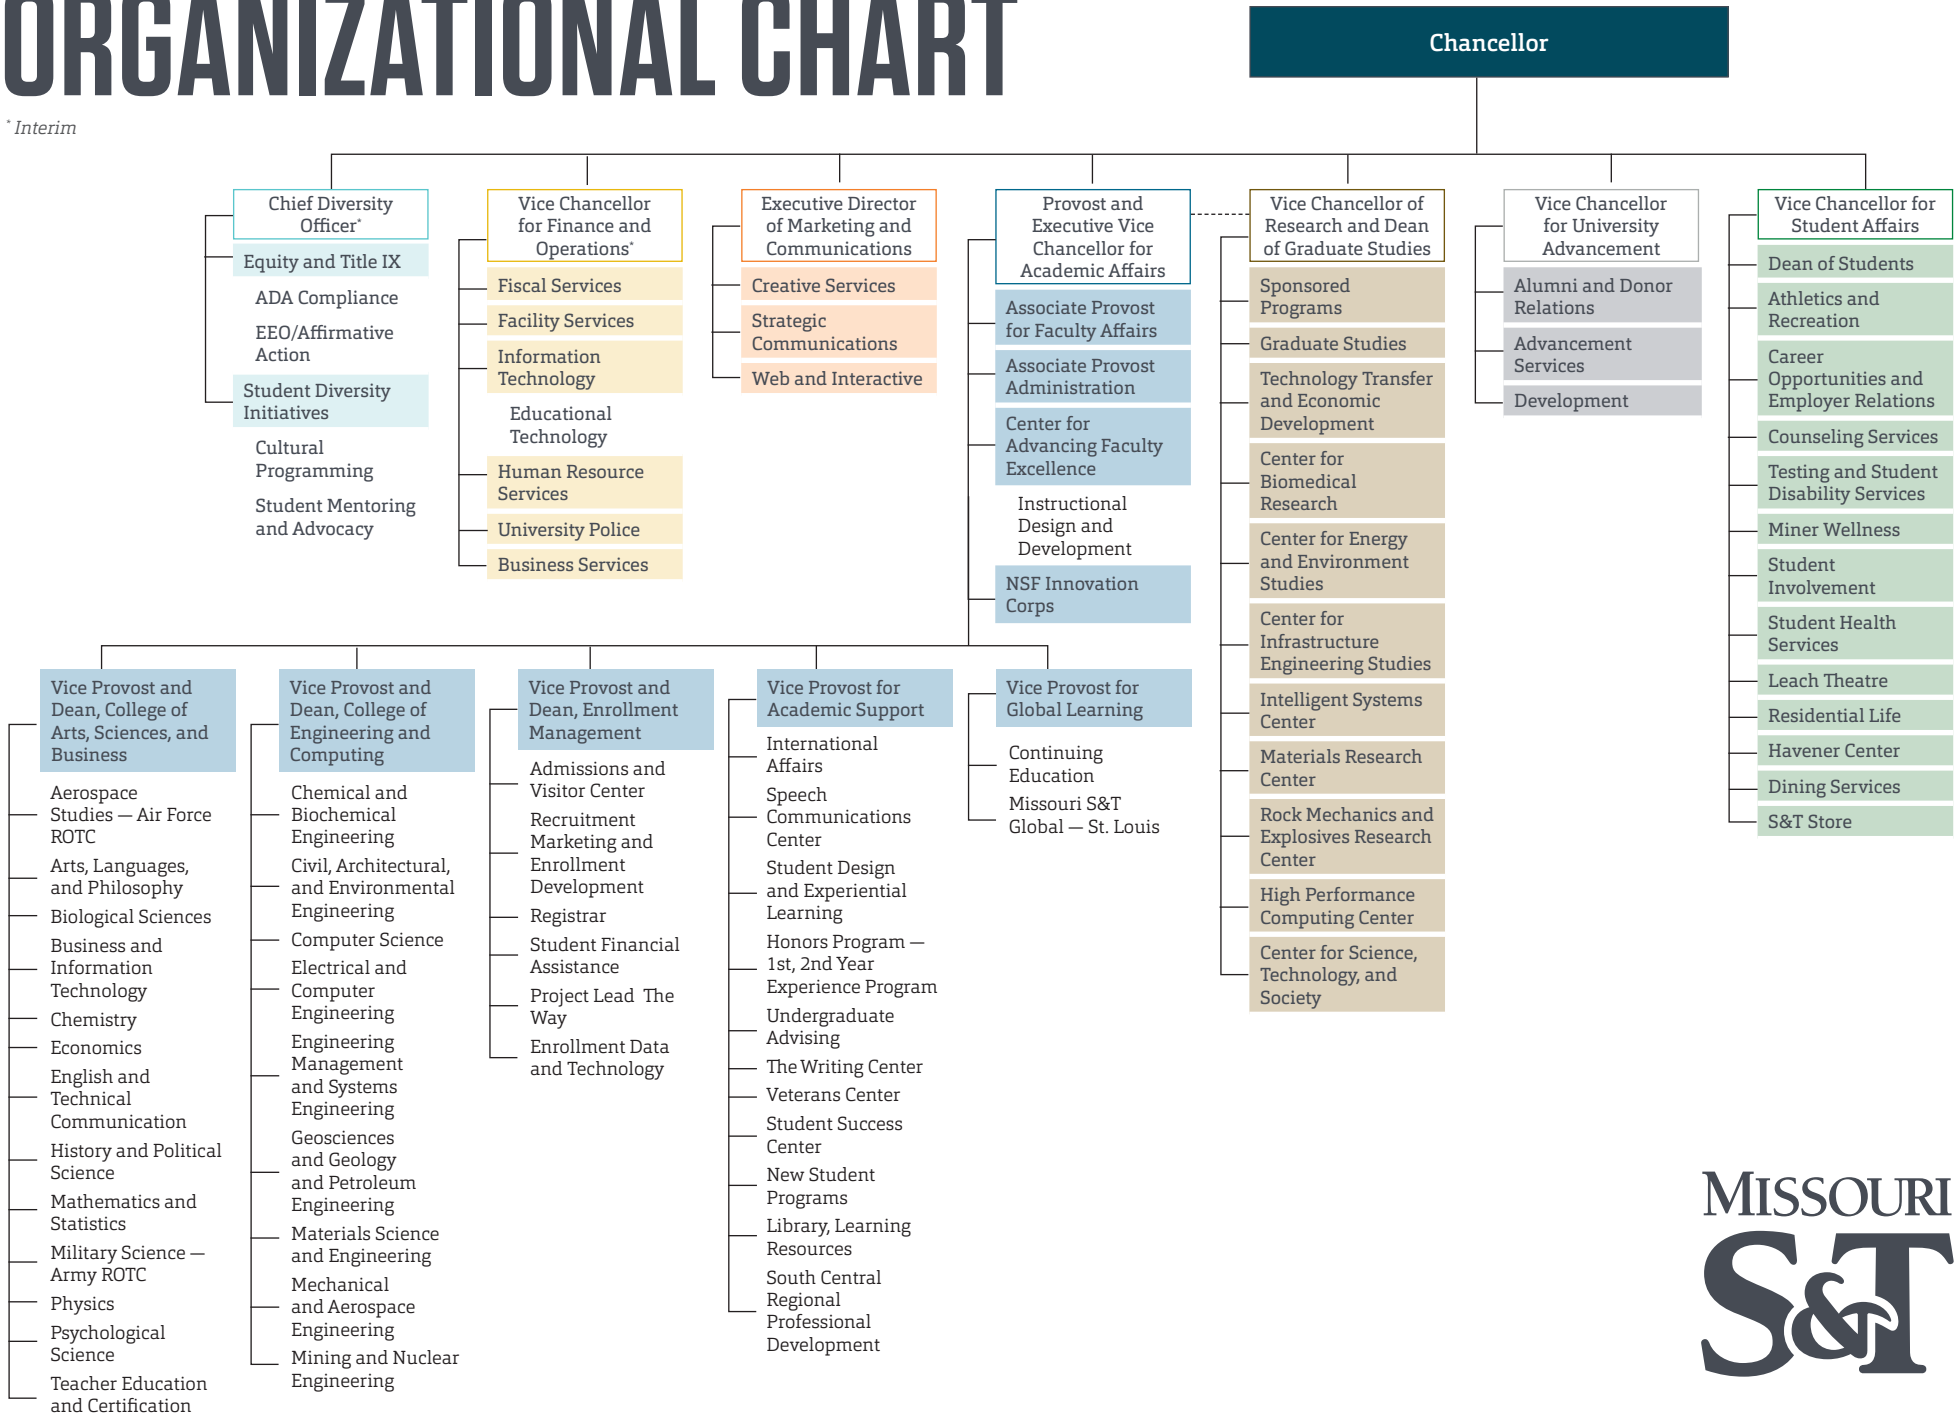 ORGANIZATIONAL CHART
* Interim
Chancellor
Chief Diversity
Officer*
Equity and Title IX
ADA Compliance
EEO/Affirmative
Action
Student Diversity
Initiatives
Cultural
Programming
Student Mentoring
and Advocacy
Vice Chancellor
for Finance and
Operations*
Fiscal Services
Facility Services
Information
Technology
Educational
Technology
Human Resource
Services
University Police
Business Services
Executive Director
of Marketing and
Communications
Creative Services
Strategic
Communications
Web and Interactive
Provost and
Executive Vice
Chancellor for
Academic Affairs
Associate Provost
for Faculty Affairs
Associate Provost
Administration
Center for
Advancing Faculty
Excellence
Instructional
Design and
Development
NSF Innovation
Corps
Vice Chancellor of
Research and Dean
of Graduate Studies
Sponsored
Programs
Graduate Studies
Technology Transfer
and Economic
Development
Center for
Biomedical
Research
Center for Energy
and Environment
Studies
Center for
Infrastructure
Engineering Studies
Intelligent Systems
Center
Materials Research
Center
Rock Mechanics and
Explosives Research
Center
High Performance
Computing Center
Center for Science,
Technology, and
Society
Vice Chancellor
for University
Advancement
Alumni and Donor
Relations
Advancement
Services
Development
Vice Chancellor for
Student Affairs
Dean of Students
Athletics and
Recreation
Career
Opportunities and
Employer Relations
Counseling Services
Testing and Student
Disability Services
Miner Wellness
Student
Involvement
Student Health
Services
Leach Theatre
Residential Life
Havener Center
Dining Services
S&T Store
Vice Provost and
Dean, College of
Arts, Sciences, and
Business
Aerospace
Studies — Air Force
ROTC
Arts, Languages,
and Philosophy
Biological Sciences
Business and
Information
Technology
Chemistry
Economics
English and
Technical
Communication
History and Political
Science
Mathematics and
Statistics
Military Science —
Army ROTC
Physics
Psychological
Science
Teacher Education
and Certification
Vice Provost and
Dean, College of
Engineering and
Computing
Chemical and
Biochemical
Engineering
Civil, Architectural,
and Environmental
Engineering
Computer Science
Electrical and
Computer
Engineering
Engineering
Management
and Systems
Engineering
Geosciences
and Geology
and Petroleum
Engineering
Materials Science
and Engineering
Mechanical
and Aerospace
Engineering
Mining and Nuclear
Engineering
Vice Provost and
Dean, Enrollment
Management
Admissions and
Visitor Center
Recruitment
Marketing and
Enrollment
Development
Registrar
Student Financial
Assistance
Project Lead The
Way
Enrollment Data
and Technology
Vice Provost for
Academic Support
International
Affairs
Speech
Communications
Center
Student Design
and Experiential
Learning
Honors Program —
1st, 2nd Year
Experience Program
Undergraduate
Advising
The Writing Center
Veterans Center
Student Success
Center
New Student
Programs
Library, Learning
Resources
South Central
Regional
Professional
Development
Vice Provost for
Global Learning
Continuing
Education
Missouri S&T
Global — St. Louis
MISSOURI
S&T